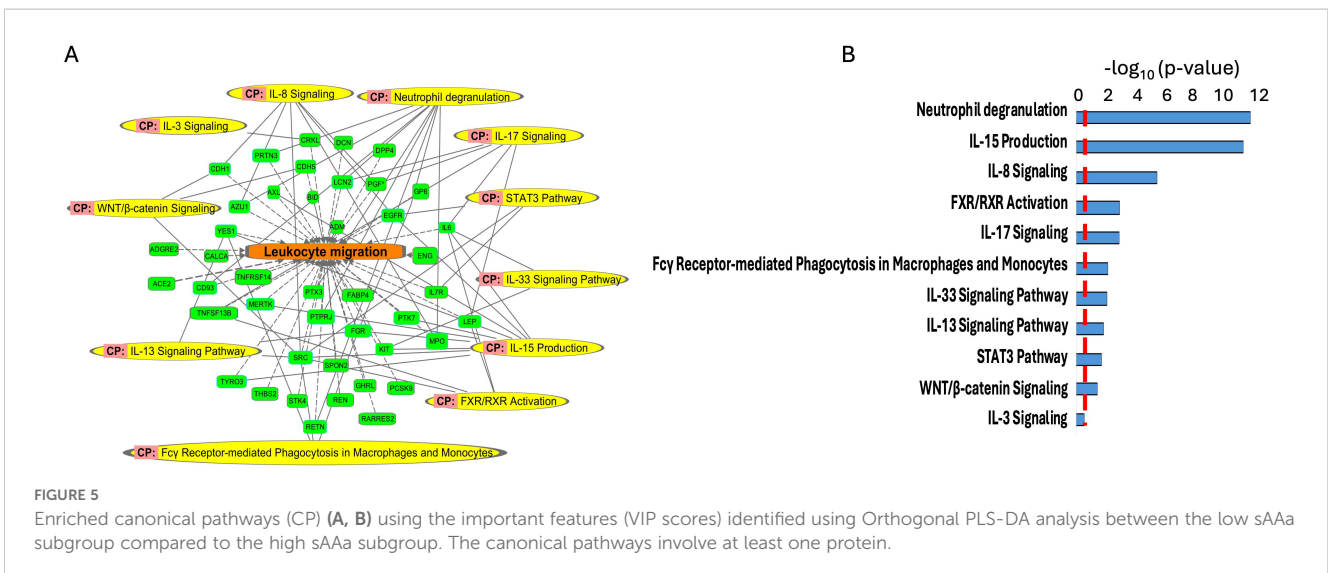 A
B
CP: IL-8 Signaling
CP: Neutrophil degranulation
CP: IL-3 Signaling
CP: IL-17 Signaling
CRKL
DCN
DPP4
PRTN3
CDH1
CDH5
LCN2
PGF*
GP6
AXL
BID
CP: STAT3 Pathway
CP: WNT/β-catenin Signaling
AZU1
EGFR
ADM
IL6
YES1
ADGRE2
CALCA
Leukocyte migration
ENG
ACE2
CD93
TNFRSF14
CP: IL-33 Signaling Pathway
PTX3
FABP4
IL7R
TNFSF13B
MERTK
PTPRJ
PTK7
LEP
FGR
MPO
CP: IL-13 Signaling Pathway
SRC
KIT
CP: IL-15 Production
SPON2
TYRO3
THBS2
GHRL
PCSK9
STK4
REN
CP: FXR/RXR Activation
RARRES2
RETN
CP: Fcγ Receptor-mediated Phagocytosis in Macrophages and Monocytes
-log10 (p-value)
0 2 4 6 8 10 12
Neutrophil degranulation
IL-15 Production
IL-8 Signaling
FXR/RXR Activation
IL-17 Signaling
Fcγ Receptor-mediated Phagocytosis in Macrophages and Monocytes
IL-33 Signaling Pathway
IL-13 Signaling Pathway
STAT3 Pathway
WNT/β-catenin Signaling
IL-3 Signaling
FIGURE 5
Enriched canonical pathways (CP) (A, B) using the important features (VIP scores) identified using Orthogonal PLS-DA analysis between the low sAAa
subgroup compared to the high sAAa subgroup. The canonical pathways involve at least one protein.